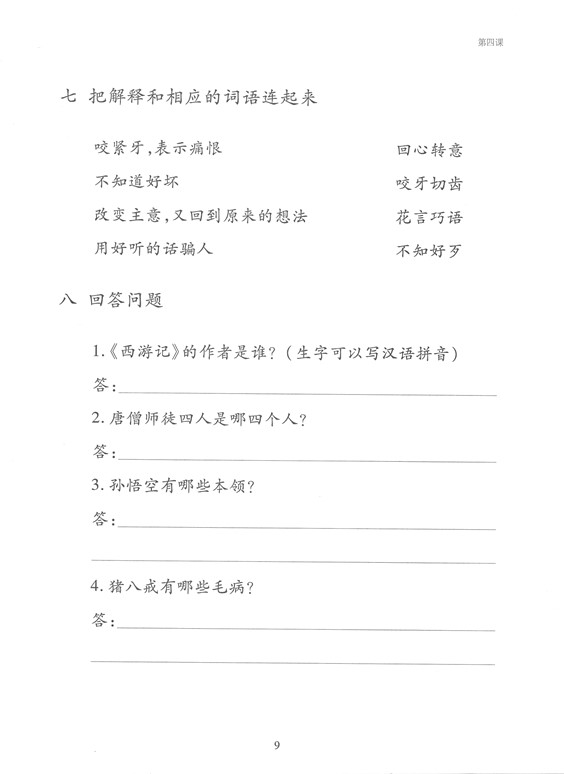 第四课
七 把解释和相应的词语连起来
咬紧牙,表示痛恨 回心转意
不知道好坏 咬牙切齿
改变主意,又回到原来的想法 花言巧语
用好听的话骗人 不知好歹
八 回答问题
1.《西游记》的作者是谁?(生字可以写汉语拼音)
答:
2. 唐僧师徒四人是哪四个人?
答:
3. 孙悟空有哪些本领?
答:
4. 猪八戒有哪些毛病?
答:
9